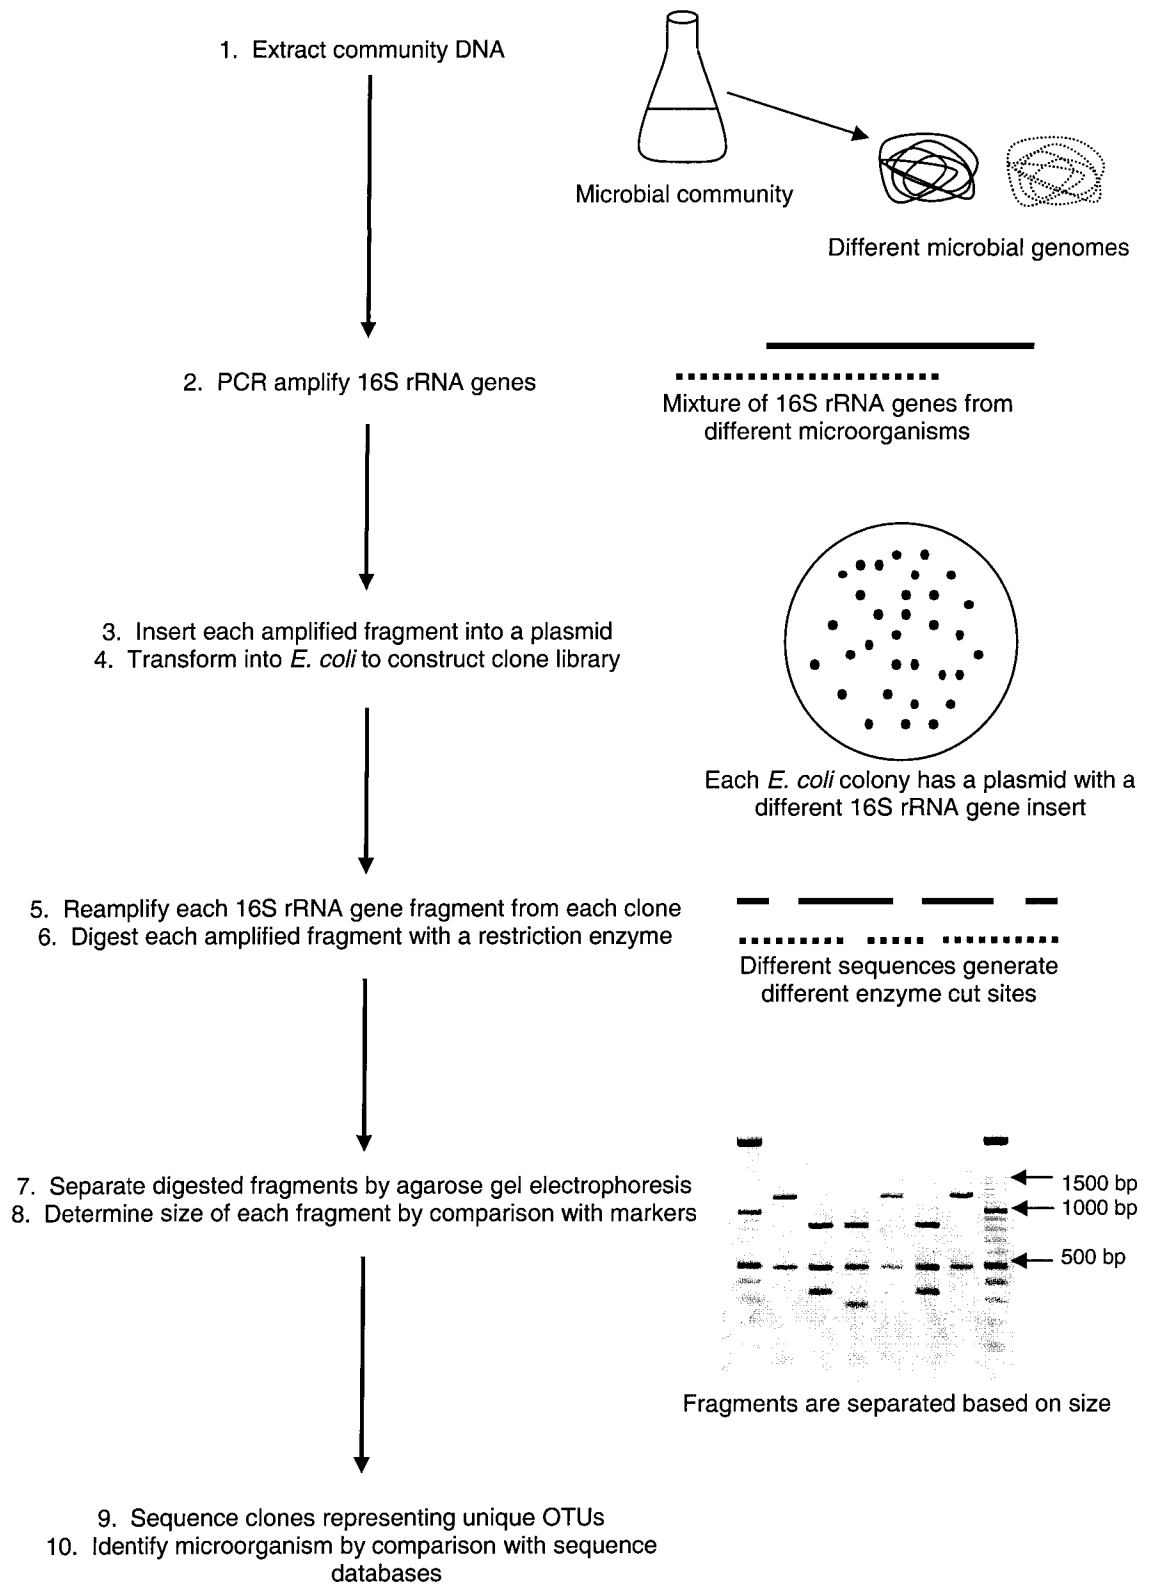 1. Extract community DNA
Microbial community
Different microbial genomes
2. PCR amplify 16S rRNA genes
Mixture of 16S rRNA genes from
different microorganisms
3. Insert each amplified fragment into a plasmid
4. Transform into E. coli to construct clone library
Each E. coli colony has a plasmid with a
different 16S rRNA gene insert
5. Reamplify each 16S rRNA gene fragment from each clone
6. Digest each amplified fragment with a restriction enzyme
Different sequences generate
different enzyme cut sites
7. Separate digested fragments by agarose gel electrophoresis
8. Determine size of each fragment by comparison with markers
1500 bp
1000 bp
500 bp
Fragments are separated based on size
9. Sequence clones representing unique OTUs
10. Identify microorganism by comparison with sequence
databases